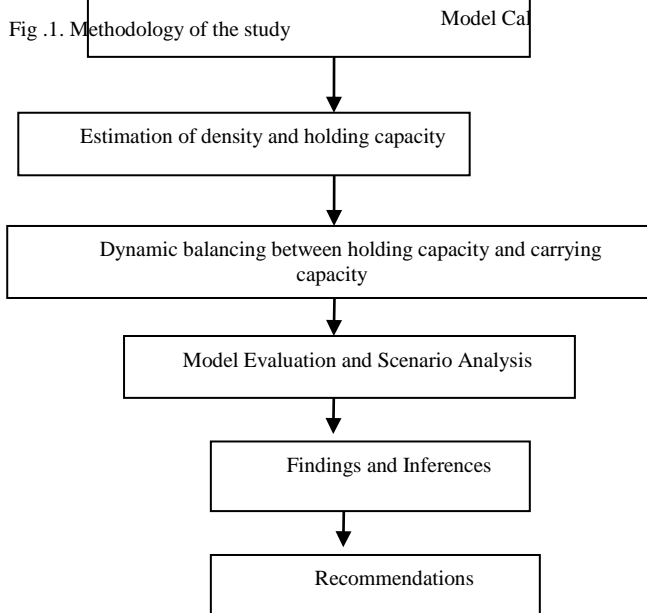 Fig .1. Methodology of the study
Model Cal
Estimation of density and holding capacity
Dynamic balancing between holding capacity and carrying
capacity
Model Evaluation and Scenario Analysis
Findings and Inferences
Recommendations